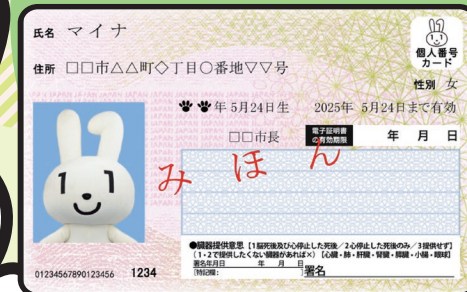 氏名 マイナ
個人番号
カード
住所 □□市△△町◇丁目○番地▽▽号
性別 女
年 5月24日生 2025年 5月24日まで有効
□□市長 電子証明書の有効期限 年 月 日
みほん
1 1
●臓器提供意思【1脳死後及び心停止した死後/2心停止した死後のみ/3提供せず】
〔1・2で提供したくない臓器があれば×〕【心臓・肺・肝臓・腎臓・膵臓・小腸・眼球】
署名年月日 年 月 日
〔特記欄: 〕署名
01234567890123456 1234